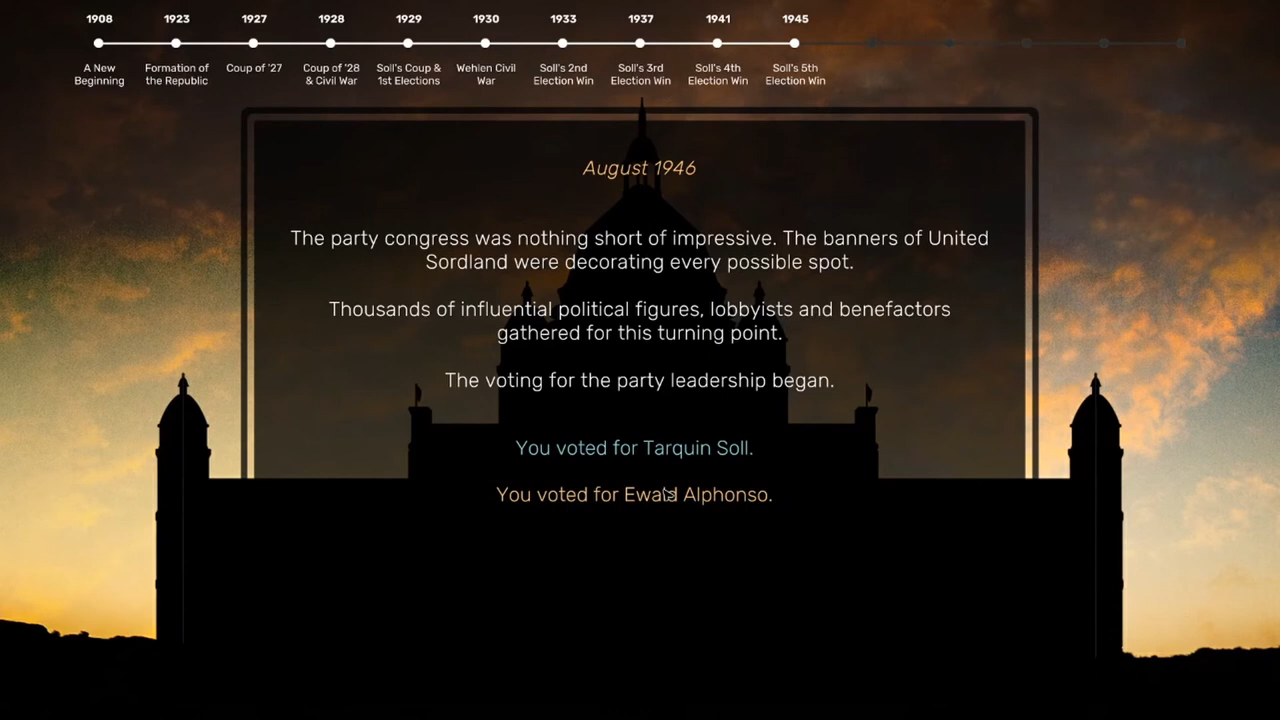 1908 1923 1927 1928 1929 1930 1933 1937 1941 1945
A New Beginning
Formation of the Republic
Coup of '27
Coup of '28 & Civil War
Soll's Coup & 1st Elections
Wehlen Civil War
Soll's 2nd Election Win
Soll's 3rd Election Win
Soll's 4th Election Win
Soll's 5th Election Win
August 1946
The party congress was nothing short of impressive. The banners of United
Sordland were decorating every possible spot.
Thousands of influential political figures, lobbyists and benefactors
gathered for this turning point.
The voting for the party leadership began.
You voted for Tarquin Soll.
You voted for Ewald Alphonso.